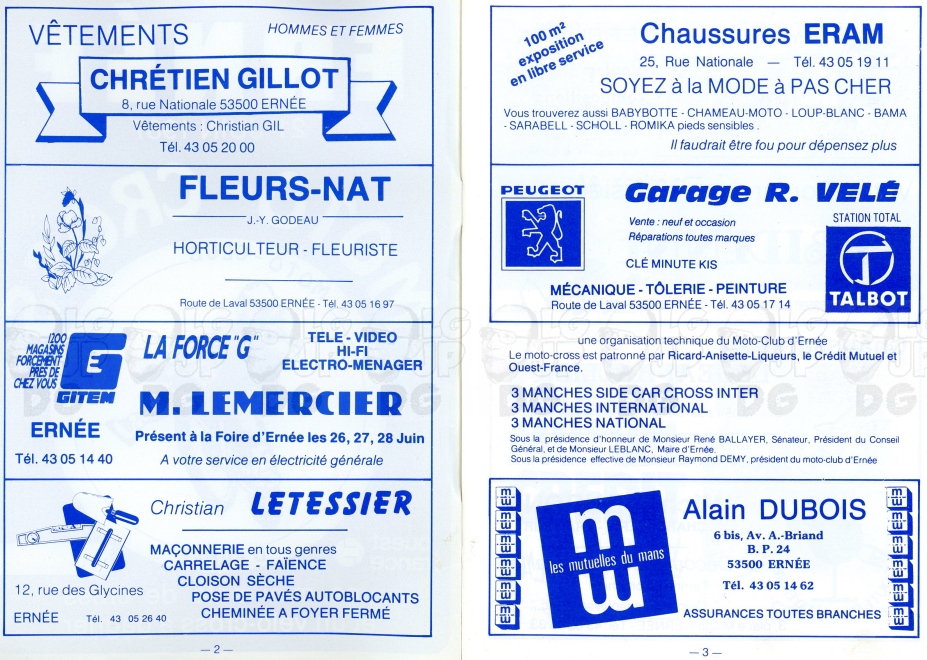 VÊTEMENTS
HOMMES ET FEMMES
CHRÉTIEN GILLOT
8, rue Nationale 53500 ERNÉE
Vêtements : Christian GIL
Tél. 43 05 20 00
FLEURS-NAT
J.-Y. GODEAU
HORTICULTEUR - FLEURISTE
Route de Laval 53500 ERNÉE - Tél. 43 05 16 97
1200
MAGASINS
FORCEMENT
PRES DE
CHEZ VOUS
GITEM
LA FORCE "G"
TELE - VIDEO
HI-FI
ELECTRO-MENAGER
M. LEMERCIER
ERNÉE
Présent à la Foire d'Ernée les 26, 27, 28 Juin
Tél. 43 05 14 40
A votre service en électricité générale
Christian LETESSIER
MAÇONNERIE en tous genres
CARRELAGE - FAÏENCE
CLOISON SÈCHE
12, rue des Glycines
POSE DE PAVÉS AUTOBLOCANTS
CHEMINÉE A FOYER FERMÉ
ERNÉE Tél. 43 05 26 40
— 2 —
100 m²
exposition
en libre service
Chaussures ERAM
25, Rue Nationale — Tél. 43 05 19 11
SOYEZ à la MODE à PAS CHER
Vous trouverez aussi BABYBOTTE - CHAMEAU-MOTO - LOUP-BLANC - BAMA
- SARABELL - SCHOLL - ROMIKA pieds sensibles .
Il faudrait être fou pour dépensez plus
PEUGEOT
Garage R. VELÉ
Vente : neuf et occasion
Réparations toutes marques
STATION TOTAL
CLÉ MINUTE KIS
TALBOT
MÉCANIQUE - TÔLERIE - PEINTURE
Route de Laval 53500 ERNÉE - Tél. 43 05 17 14
une organisation technique du Moto-Club d'Ernée
Le moto-cross est patronné par Ricard-Anisette-Liqueurs, le Crédit Mutuel et
Ouest-France.
3 MANCHES SIDE CAR CROSS INTER
3 MANCHES INTERNATIONAL
3 MANCHES NATIONAL
Sous la présidence d'honneur de Monsieur René BALLAYER, Sénateur, Président du Conseil
Général, et de Monsieur LEBLANC, Maire d'Ernée.
Sous la présidence effective de Monsieur Raymond DEMY, président du moto-club d'Ernée
les mutuelles du mans
Alain DUBOIS
6 bis, Av. A.-Briand
B. P. 24
53500 ERNÉE
Tél. 43 05 14 62
ASSURANCES TOUTES BRANCHES
— 3 —